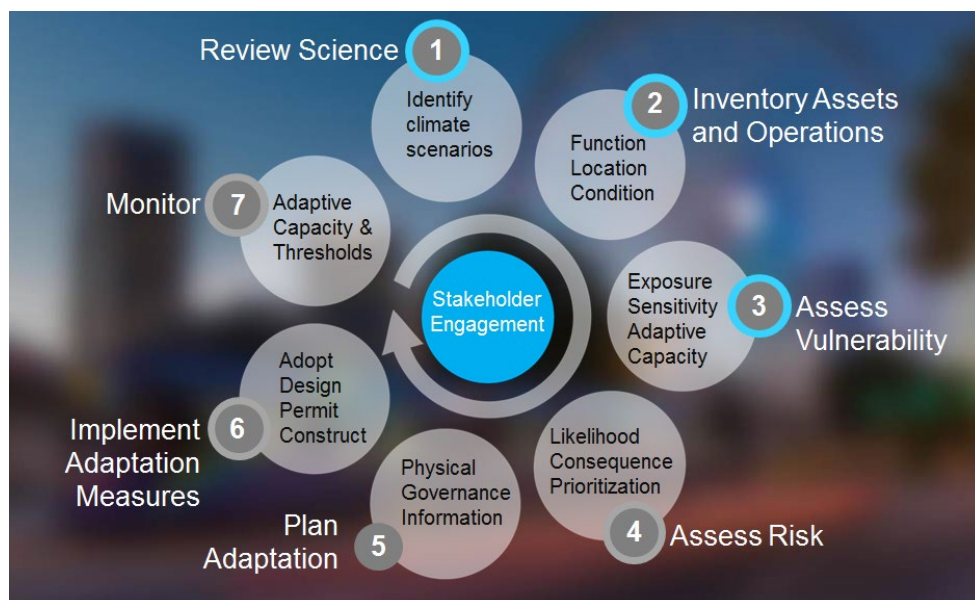 Review Science
1
Identify
climate
scenarios
2
Inventory Assets
and Operations
Function
Location
Condition
3
Assess
Vulnerability
Exposure
Sensitivity
Adaptive
Capacity
4
Assess Risk
Likelihood
Consequence
Prioritization
5
Plan
Adaptation
Physical
Governance
Information
6
Implement
Adaptation
Measures
Adopt
Design
Permit
Construct
7
Monitor
Adaptive
Capacity &
Thresholds
Stakeholder
Engagement